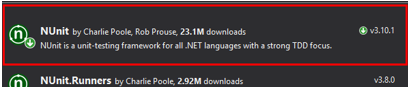 NUnit by Charlie Poole, Rob Prouse, 23.1M downloads v3.10.1
NUnit is a unit-testing framework for all .NET languages with a strong TDD focus.
NUnit.Runners by Charlie Poole, 2.92M downloads v3.8.0